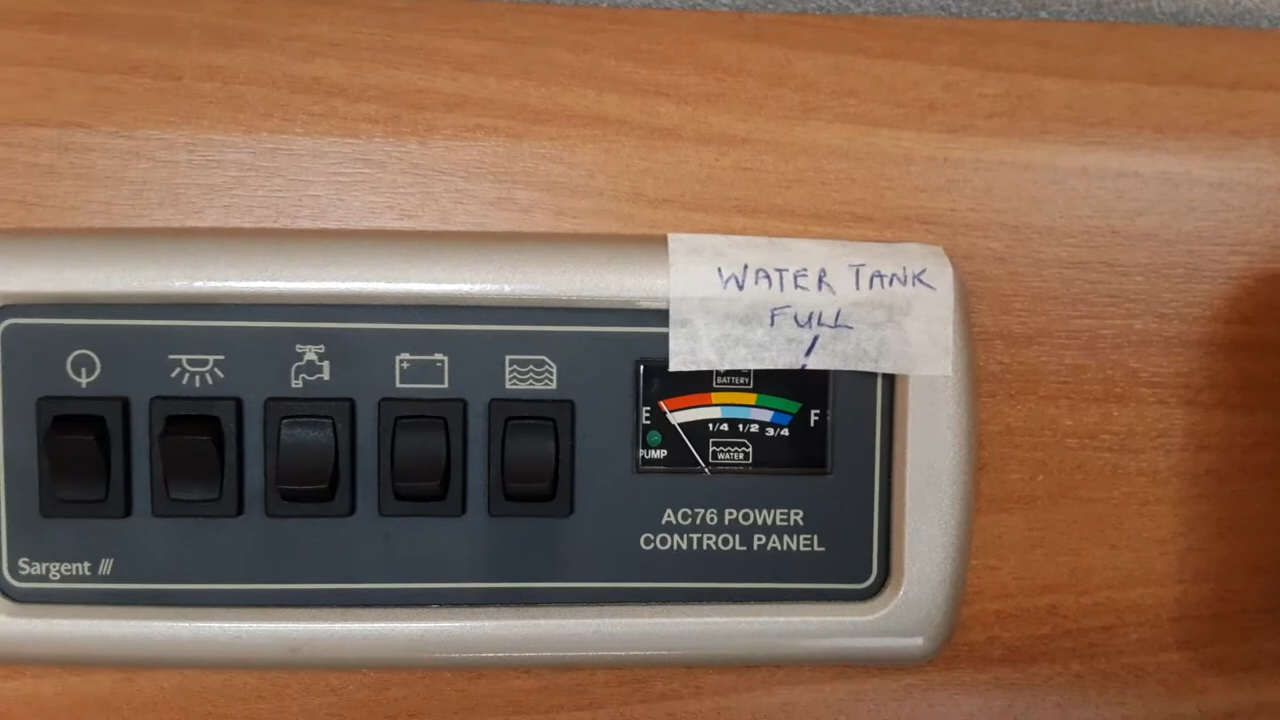 WATER TANK
FULL
BATTERY
E F
1/4 1/2 3/4
PUMP
WATER
AC76 POWER
CONTROL PANEL
Sargent